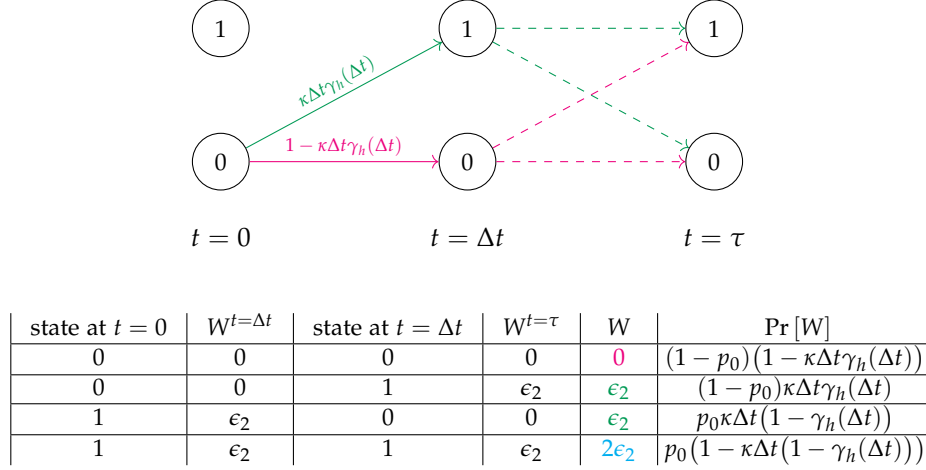 1 1 1
κΔtγ_h(Δt)
0 1 − κΔtγ_h(Δt) 0 0
t = 0 t = Δt t = τ
state at t = 0 W^{t=Δt} state at t = Δt W^{t=τ} W Pr [W]
0 0 0 0 0 (1 − p_0)(1 − κΔtγ_h(Δt))
0 0 1 ϵ_2 ϵ_2 (1 − p_0)κΔtγ_h(Δt)
1 ϵ_2 0 0 ϵ_2 p_0κΔt(1 − γ_h(Δt))
1 ϵ_2 1 ϵ_2 2ϵ_2 p_0(1 − κΔt(1 − γ_h(Δt)))